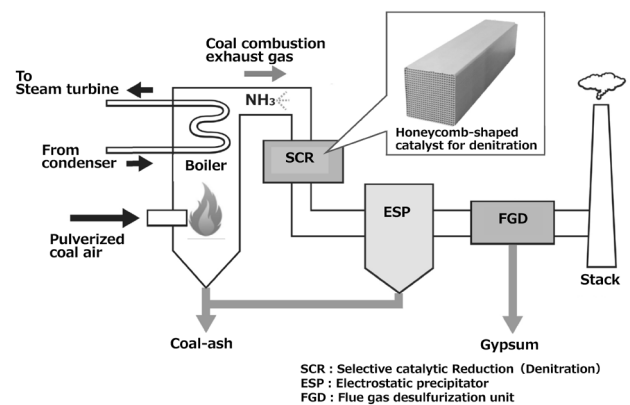 Coal combustion
exhaust gas
To
Steam turbine
NH₃
Honeycomb-shaped
catalyst for denitration
From
condenser
Boiler
SCR
ESP
FGD
Pulverized
coal air
Stack
Coal-ash
Gypsum
SCR : Selective catalytic Reduction（Denitration）
ESP : Electrostatic precipitator
FGD : Flue gas desulfurization unit